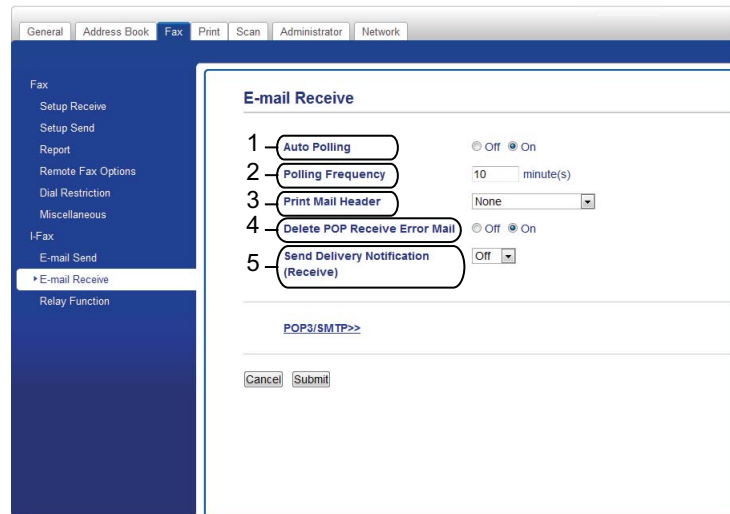 General Address Book Fax Print Scan Administrator Network
Fax
Setup Receive
Setup Send
Report
Remote Fax Options
Dial Restriction
Miscellaneous
I-Fax
E-mail Send
E-mail Receive
Relay Function
E-mail Receive
1 Auto Polling Off On
2 Polling Frequency 10 minute(s)
3 Print Mail Header None
4 Delete POP Receive Error Mail Off On
5 Send Delivery Notification (Receive) Off
POP3/SMTP>>
Cancel Submit